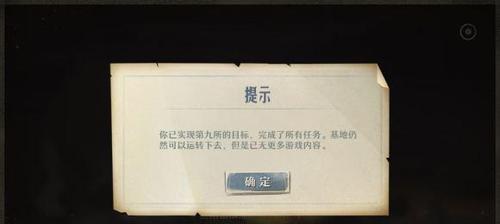 提示
你已实现第九所的目标，完成了所有任务。基地仍
然可以运转下去，但是已无更多游戏内容。
确定